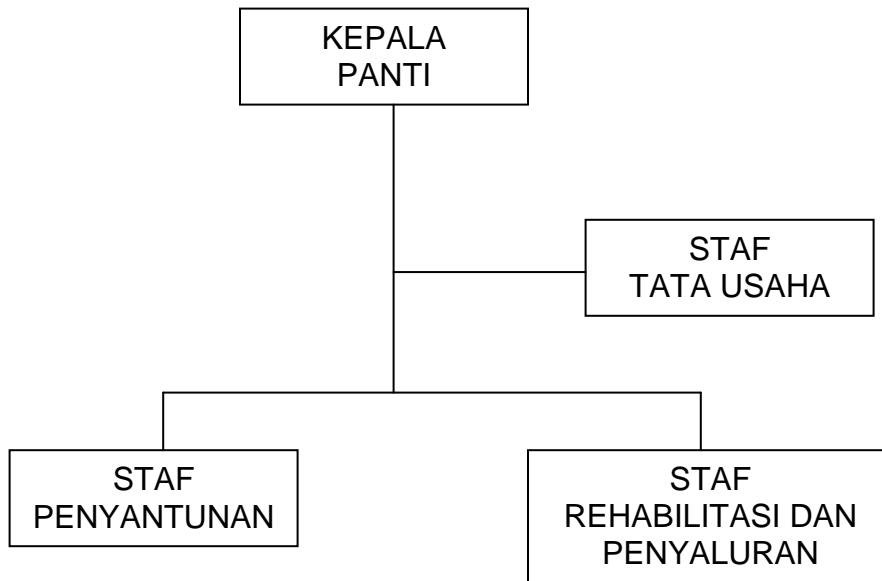 KEPALA
PANTI
STAF
TATA USAHA
STAF
PENYANTUNAN
STAF
REHABILITASI DAN
PENYALURAN